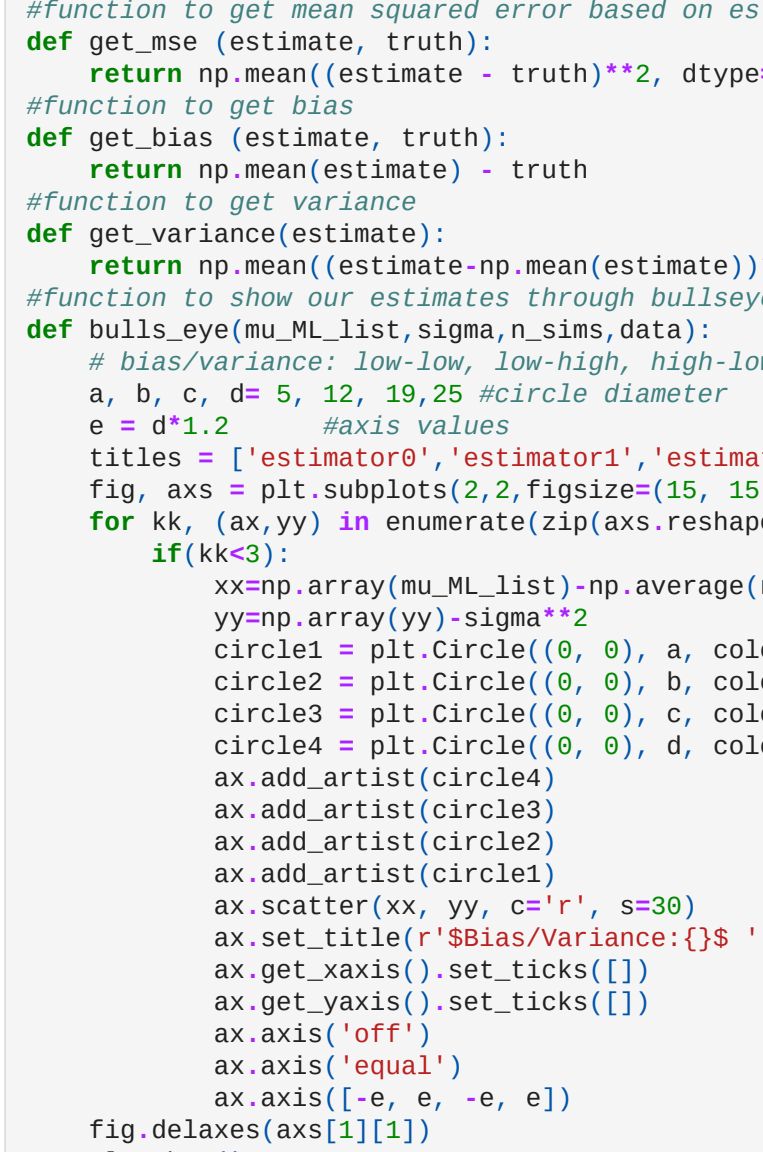 #function to get mean squared error based on es
def get_mse (estimate, truth):
    return np.mean((estimate - truth)**2, dtype=
#function to get bias
def get_bias (estimate, truth):
    return np.mean(estimate) - truth
#function to get variance
def get_variance(estimate):
    return np.mean((estimate-np.mean(estimate))
#function to show our estimates through bullseye
def bulls_eye(mu_ML_list,sigma,n_sims,data):
    # bias/variance: low-low, low-high, high-low
    a, b, c, d= 5, 12, 19,25 #circle diameter
    e = d*1.2      #axis values
    titles = ['estimator0','estimator1','estima
    fig, axs = plt.subplots(2,2,figsize=(15, 15
    for kk, (ax,yy) in enumerate(zip(axs.reshape
        if(kk<3):
            xx=np.array(mu_ML_list)-np.average(
            yy=np.array(yy)-sigma**2
            circle1 = plt.Circle((0, 0), a, colo
            circle2 = plt.Circle((0, 0), b, colo
            circle3 = plt.Circle((0, 0), c, colo
            circle4 = plt.Circle((0, 0), d, colo
            ax.add_artist(circle4)
            ax.add_artist(circle3)
            ax.add_artist(circle2)
            ax.add_artist(circle1)
            ax.scatter(xx, yy, c='r', s=30)
            ax.set_title(r'$Bias/Variance:{}$ '
            ax.get_xaxis().set_ticks([])
            ax.get_yaxis().set_ticks([])
            ax.axis('off')
            ax.axis('equal')
            ax.axis([-e, e, -e, e])
    fig.delaxes(axs[1][1])